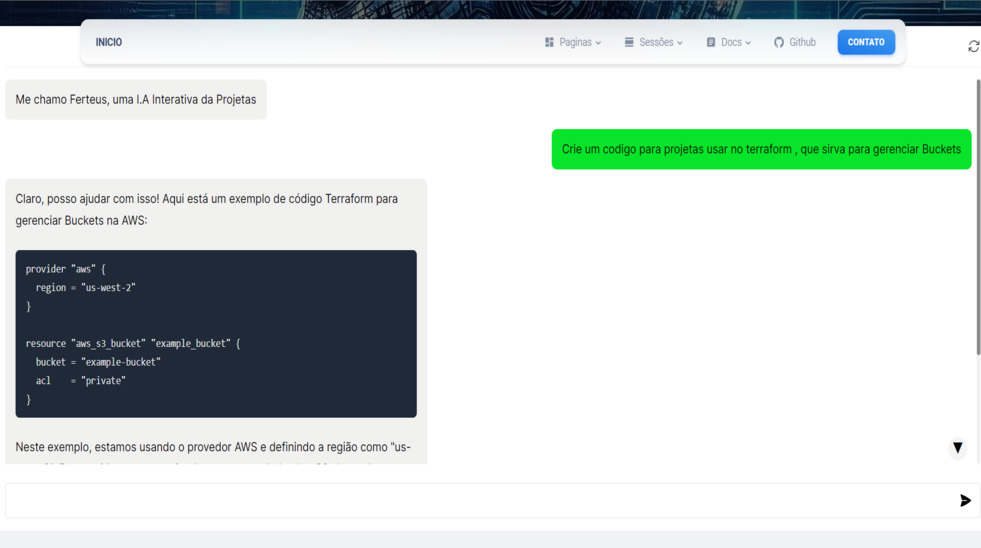 INICIO Paginas Sessões Docs Github CONTATO
Me chamo Ferteus, uma I.A Interativa da Projetas
Crie um codigo para projetas usar no terraform , que sirva para gerenciar Buckets
Claro, posso ajudar com isso! Aqui está um exemplo de código Terraform para
gerenciar Buckets na AWS:
provider "aws" {
  region = "us-west-2"
}
resource "aws_s3_bucket" "example_bucket" {
  bucket = "example-bucket"
  acl    = "private"
}
Neste exemplo, estamos usando o provedor AWS e definindo a região como "us-